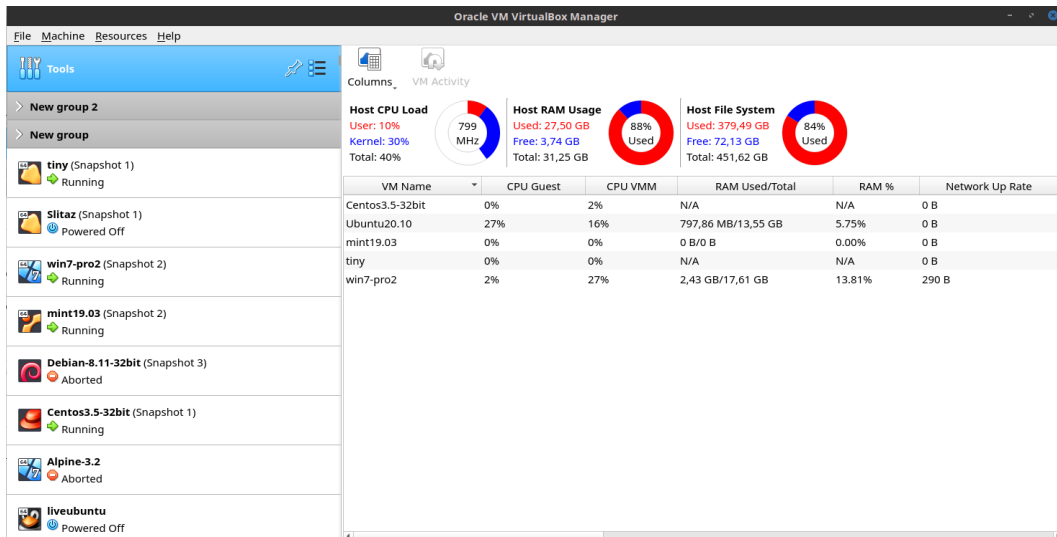 Oracle VM VirtualBox Manager
File Machine Resources Help
Tools
New group 2
New group
tiny (Snapshot 1)
Running
Slitaz (Snapshot 1)
Powered Off
win7-pro2 (Snapshot 2)
Running
mint19.03 (Snapshot 2)
Running
Debian-8.11-32bit (Snapshot 3)
Aborted
Centos3.5-32bit (Snapshot 1)
Running
Alpine-3.2
Aborted
liveubuntu
Powered Off
Columns VM Activity
Host CPU Load
User: 10%
Kernel: 30%
Total: 40%
799
MHz
Host RAM Usage
Used: 27,50 GB
Free: 3,74 GB
Total: 31,25 GB
88%
Used
Host File System
Used: 379,49 GB
Free: 72,13 GB
Total: 451,62 GB
84%
Used
VM Name CPU Guest CPU VMM RAM Used/Total RAM % Network Up Rate
Centos3.5-32bit 0% 2% N/A N/A 0 B
Ubuntu20.10 27% 16% 797,86 MB/13,55 GB 5.75% 0 B
mint19.03 0% 0% 0 B/0 B 0.00% 0 B
tiny 0% 0% N/A N/A 0 B
win7-pro2 2% 27% 2,43 GB/17,61 GB 13.81% 290 B